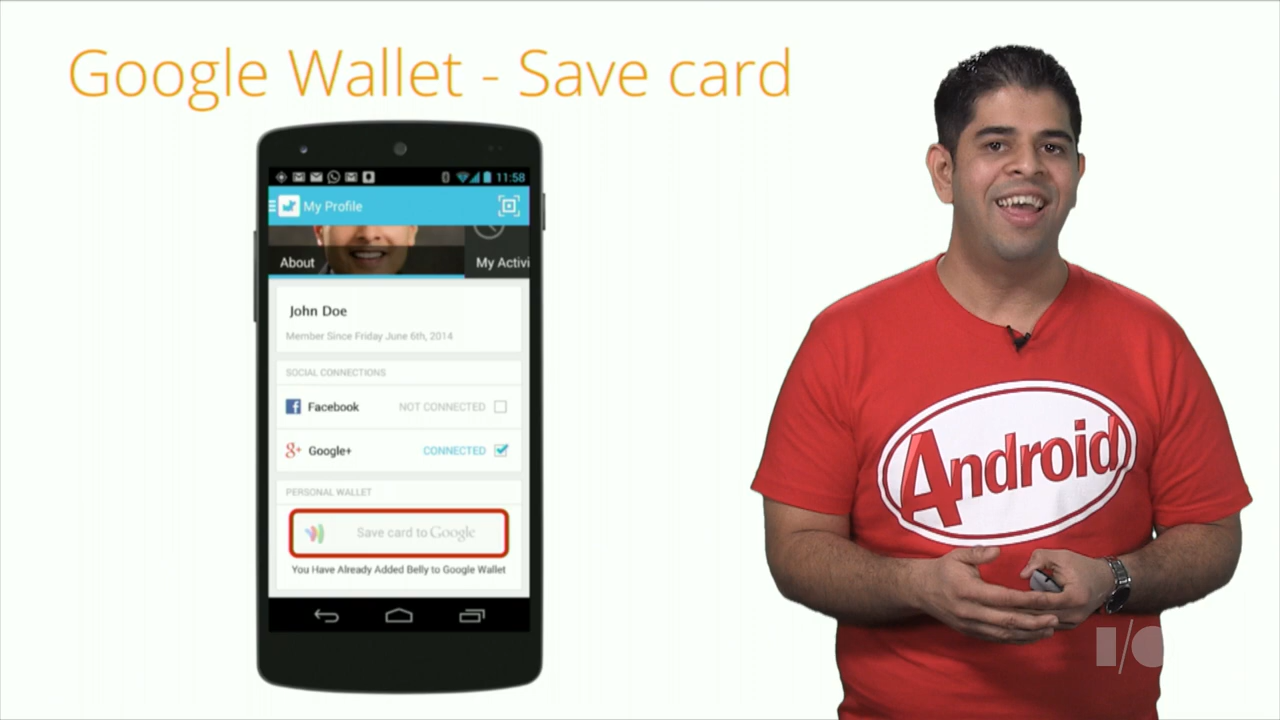 Google Wallet - Save card
11:58
My Profile
About
My Activi
John Doe
Member Since Friday June 6th, 2014
SOCIAL CONNECTIONS
Facebook NOT CONNECTED
Google+ CONNECTED
PERSONAL WALLET
Save card to Google
You Have Already Added Belly to Google Wallet
Android
I/O